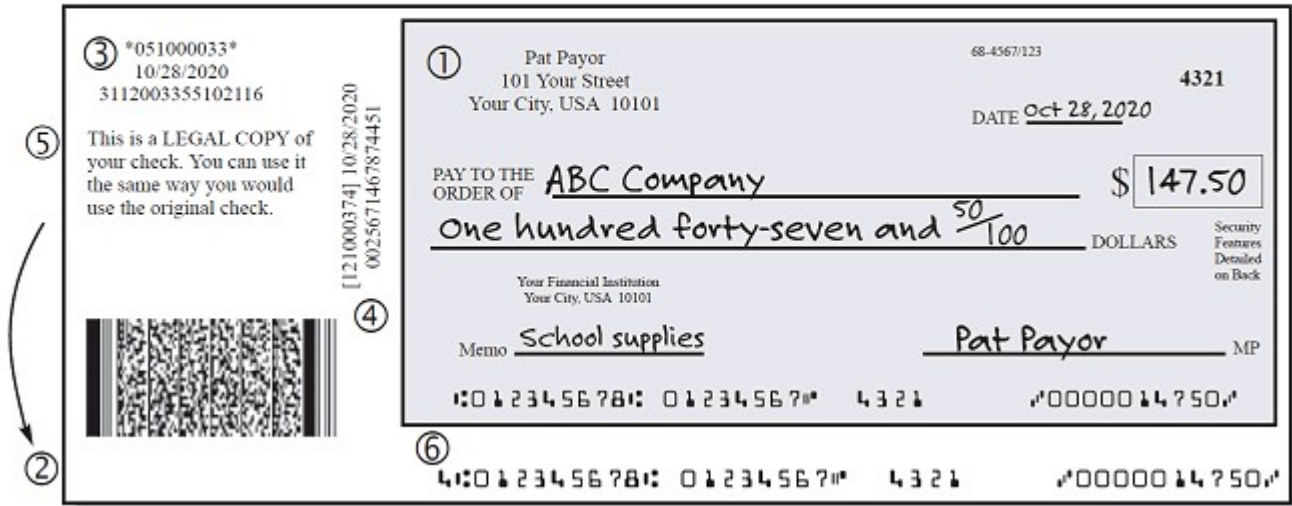 ③ *051000033*
10/28/2020
3112003355102116
⑤ This is a LEGAL COPY of
your check. You can use it
the same way you would
use the original check.
②
[121000374] 10/28/2020
0025671467874451
④
① Pat Payor
101 Your Street
Your City, USA 10101
68-4567/123
4321
DATE Oct 28, 2020
PAY TO THE
ORDER OF ABC Company $ 147.50
One hundred forty-seven and 50/100 DOLLARS
Security
Features
Detailed
on Back
Your Financial Institution
Your City, USA 10101
Memo School supplies Pat Payor MP
⑆012345678⑆ 01234567⑈ 4321 ⑇0000014750⑇
⑥
4⑆012345678⑆ 01234567⑈ 4321 ⑇0000014750⑇